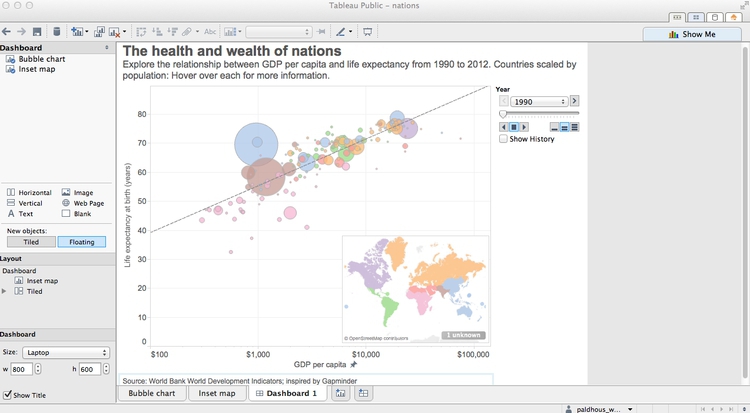 Tableau Public - nations
Abc
Show Me
Dashboard
Bubble chart
Inset map
Horizontal
Image
Vertical
Web Page
Text
Blank
New objects:
Tiled
Floating
Layout
Dashboard
Inset map
Tiled
Dashboard
Size:
Laptop
w
800
h
600
Show Title
The health and wealth of nations
Explore the relationship between GDP per capita and life expectancy from 1990 to 2012. Countries scaled by
population: Hover over each for more information.
Life expectancy at birth (years)
80
70
60
50
40
30
20
10
0
$100
$1,000
$10,000
$100,000
GDP per capita
© OpenStreetMap contributors
1 unknown
Year
1990
Show History
Source: World Bank World Development Indicators; inspired by Gapminder
Bubble chart
Inset map
Dashboard 1
paldhous_w...